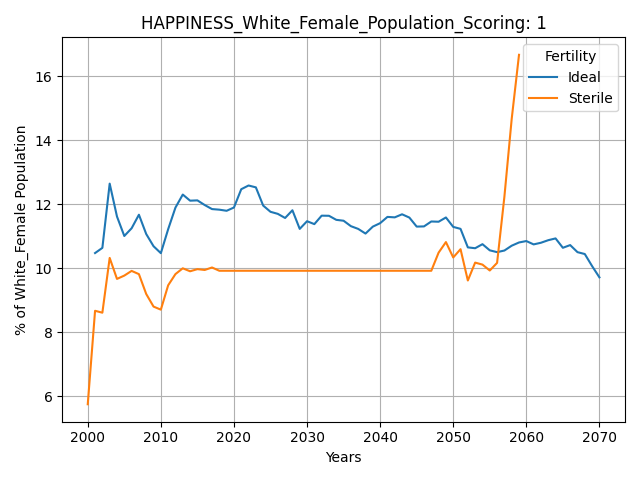 HAPPINESS_White_Female_Population_Scoring: 1
Fertility
Ideal
Sterile
% of White_Female Population
16
14
12
10
8
6
2000 2010 2020 2030 2040 2050 2060 2070
Years